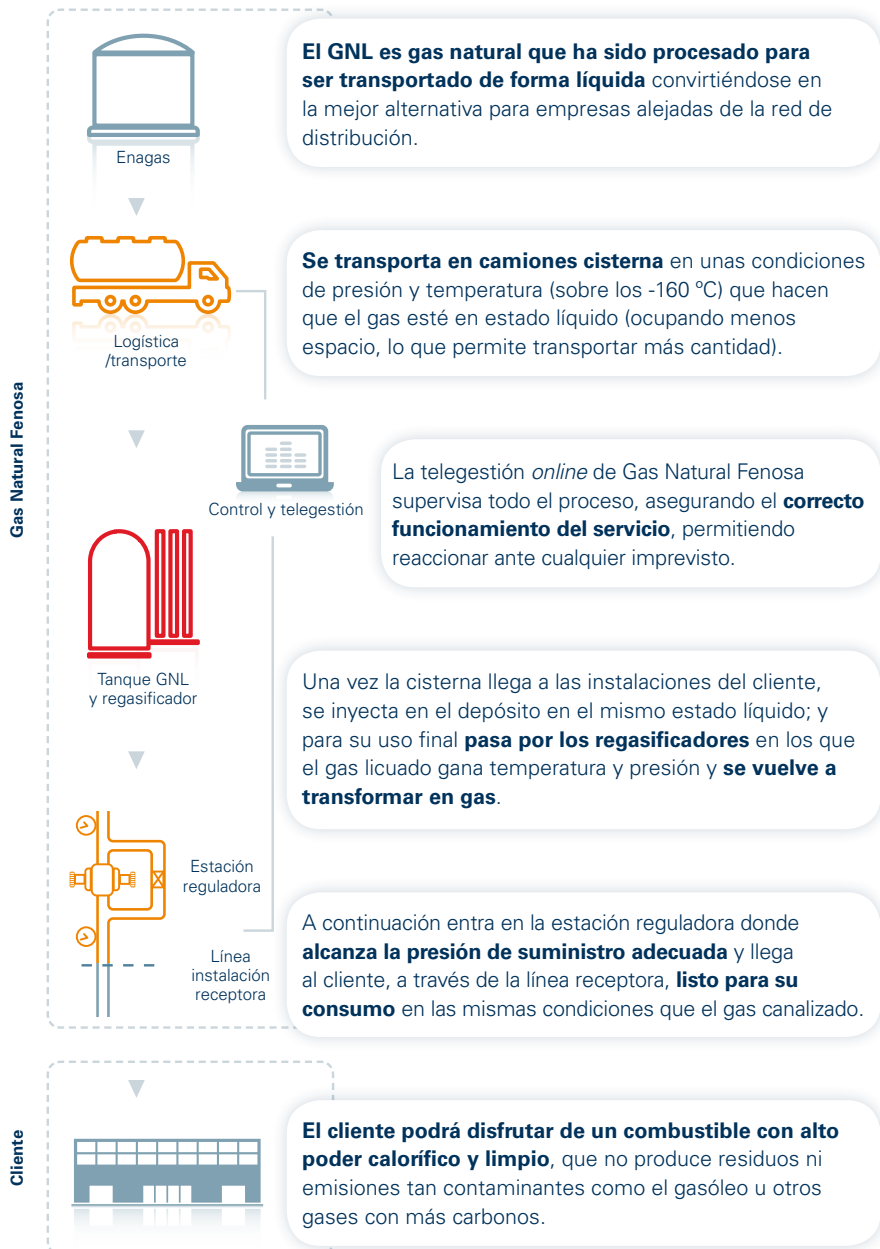 Gas Natural Fenosa
Enagas
El GNL es gas natural que ha sido procesado para
ser transportado de forma líquida convirtiéndose en
la mejor alternativa para empresas alejadas de la red de
distribución.
Logística
/transporte
Se transporta en camiones cisterna en unas condiciones
de presión y temperatura (sobre los -160 ºC) que hacen
que el gas esté en estado líquido (ocupando menos
espacio, lo que permite transportar más cantidad).
Control y telegestión
La telegestión online de Gas Natural Fenosa
supervisa todo el proceso, asegurando el correcto
funcionamiento del servicio, permitiendo
reaccionar ante cualquier imprevisto.
Tanque GNL
y regasificador
Una vez la cisterna llega a las instalaciones del cliente,
se inyecta en el depósito en el mismo estado líquido; y
para su uso final pasa por los regasificadores en los que
el gas licuado gana temperatura y presión y se vuelve a
transformar en gas.
Estación
reguladora
Línea
instalación
receptora
A continuación entra en la estación reguladora donde
alcanza la presión de suministro adecuada y llega
al cliente, a través de la línea receptora, listo para su
consumo en las mismas condiciones que el gas canalizado.
Cliente
El cliente podrá disfrutar de un combustible con alto
poder calorífico y limpio, que no produce residuos ni
emisiones tan contaminantes como el gasóleo u otros
gases con más carbonos.